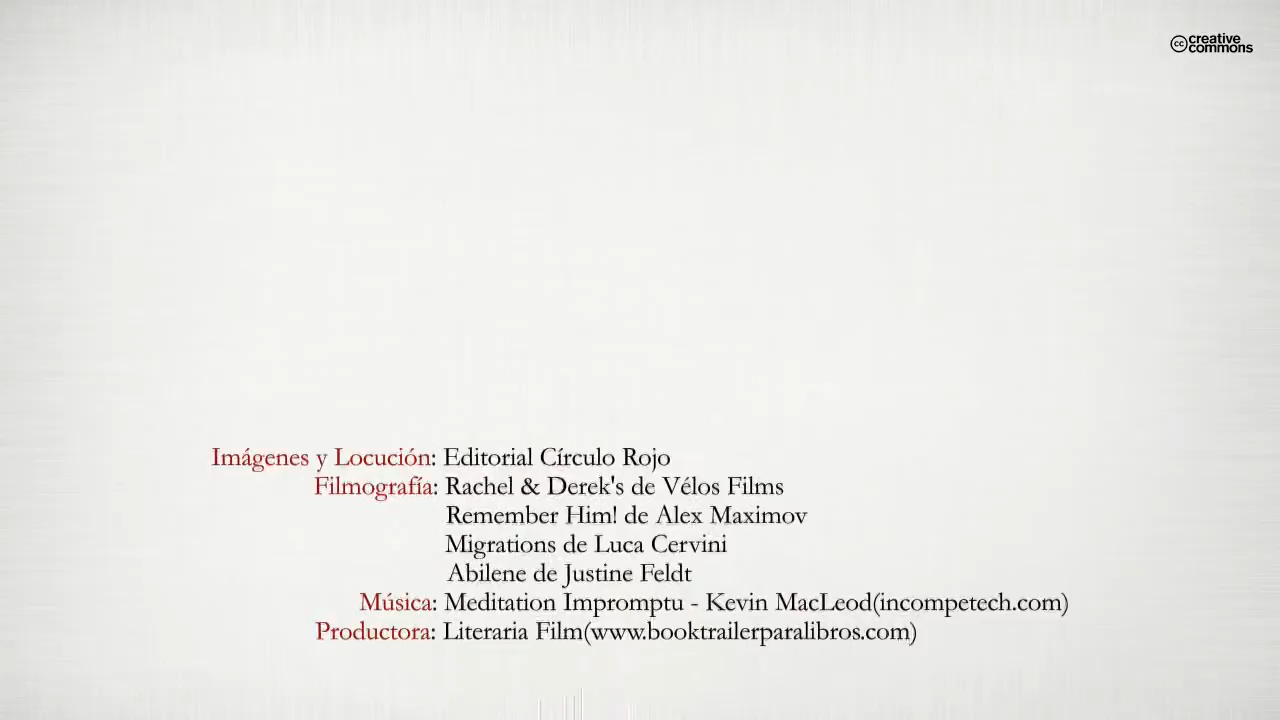 creative
commons
Imágenes y Locución: Editorial Círculo Rojo
Filmografía: Rachel & Derek's de Vélos Films
Remember Him! de Alex Maximov
Migrations de Luca Cervini
Abilene de Justine Feldt
Música: Meditation Impromptu - Kevin MacLeod(incompetech.com)
Productora: Literaria Film(www.booktrailerparalibros.com)